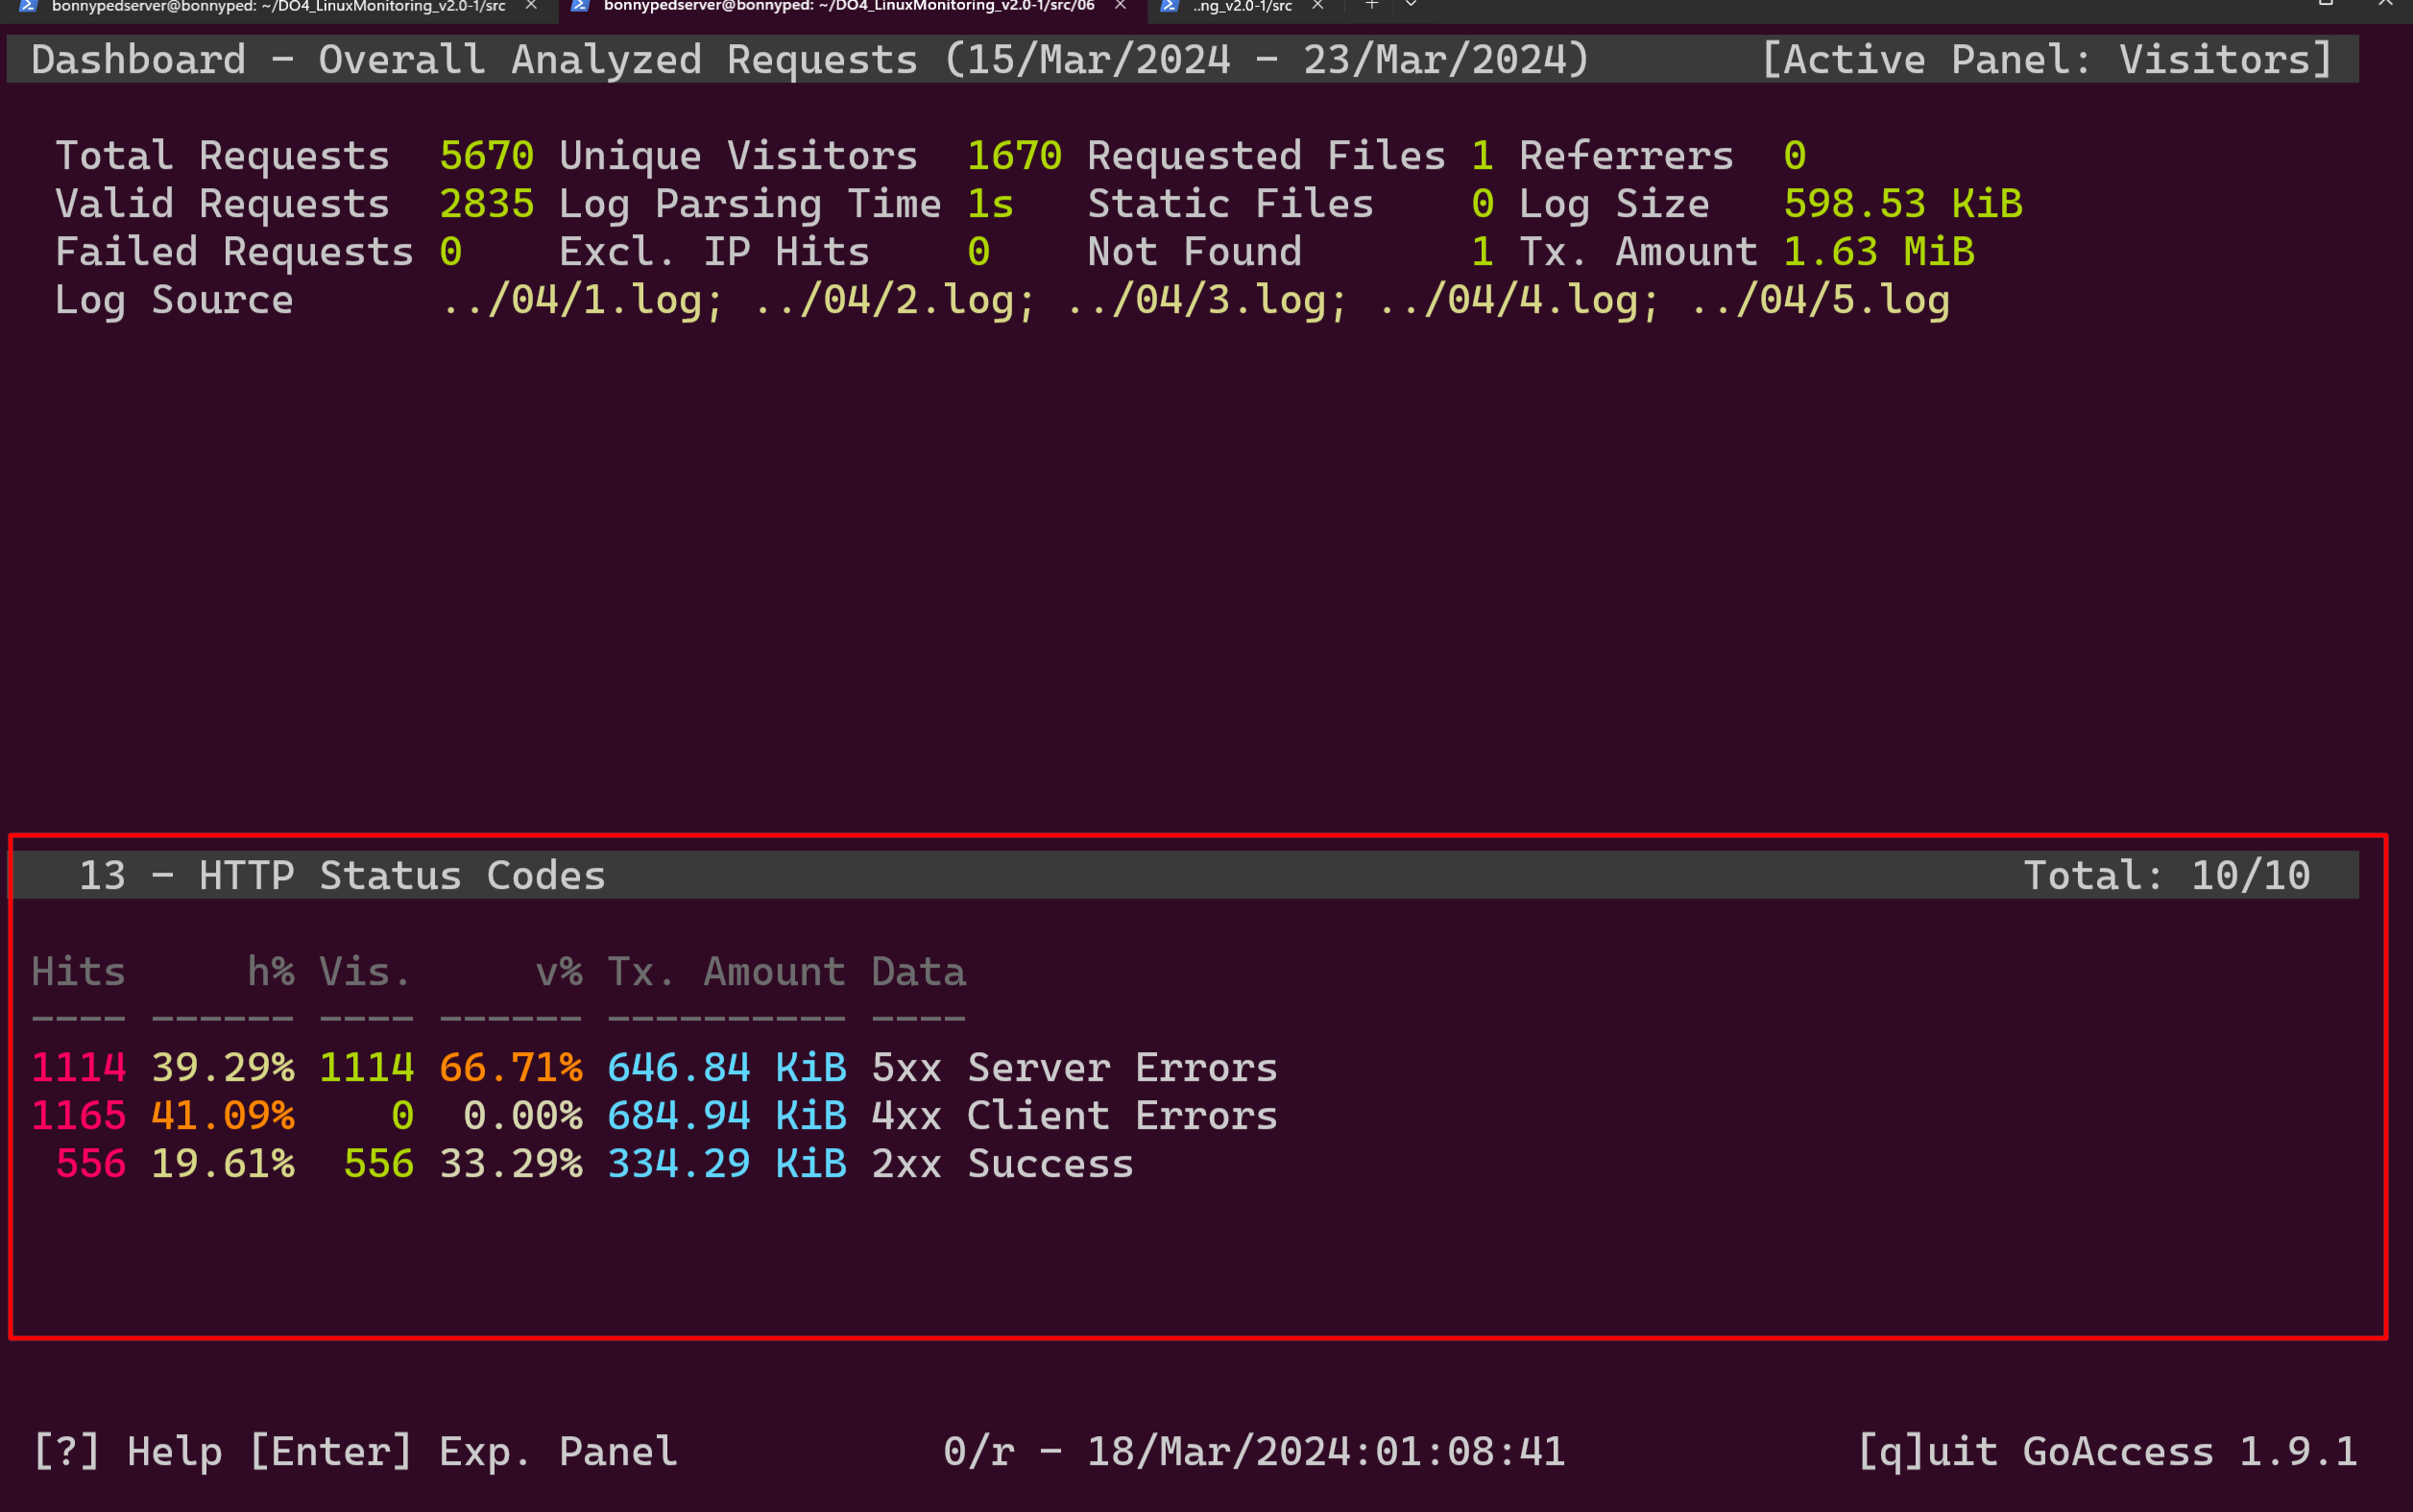 bonnypedserver@bonnyped: ~/DO4_LinuxMonitoring_v2.0-1/src bonnypedserver@bonnyped: ~/DO4_LinuxMonitoring_v2.0-1/src/06 ..ng_v2.0-1/src
Dashboard - Overall Analyzed Requests (15/Mar/2024 - 23/Mar/2024) [Active Panel: Visitors]
Total Requests 5670 Unique Visitors 1670 Requested Files 1 Referrers 0
Valid Requests 2835 Log Parsing Time 1s Static Files 0 Log Size 598.53 KiB
Failed Requests 0 Excl. IP Hits 0 Not Found 1 Tx. Amount 1.63 MiB
Log Source ../04/1.log; ../04/2.log; ../04/3.log; ../04/4.log; ../04/5.log
13 - HTTP Status Codes Total: 10/10
Hits h% Vis. v% Tx. Amount Data
---- ------ ---- ------ ---------- ----
1114 39.29% 1114 66.71% 646.84 KiB 5xx Server Errors
1165 41.09% 0 0.00% 684.94 KiB 4xx Client Errors
556 19.61% 556 33.29% 334.29 KiB 2xx Success
[?] Help [Enter] Exp. Panel 0/r - 18/Mar/2024:01:08:41 [q]uit GoAccess 1.9.1